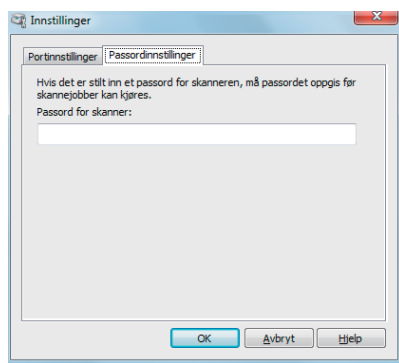 Innstillinger
Portinnstillinger Passordinnstillinger
Hvis det er stilt inn et passord for skanneren, må passordet oppgis før
skannejobber kan kjøres.
Passord for skanner:
OK Avbryt Hjelp